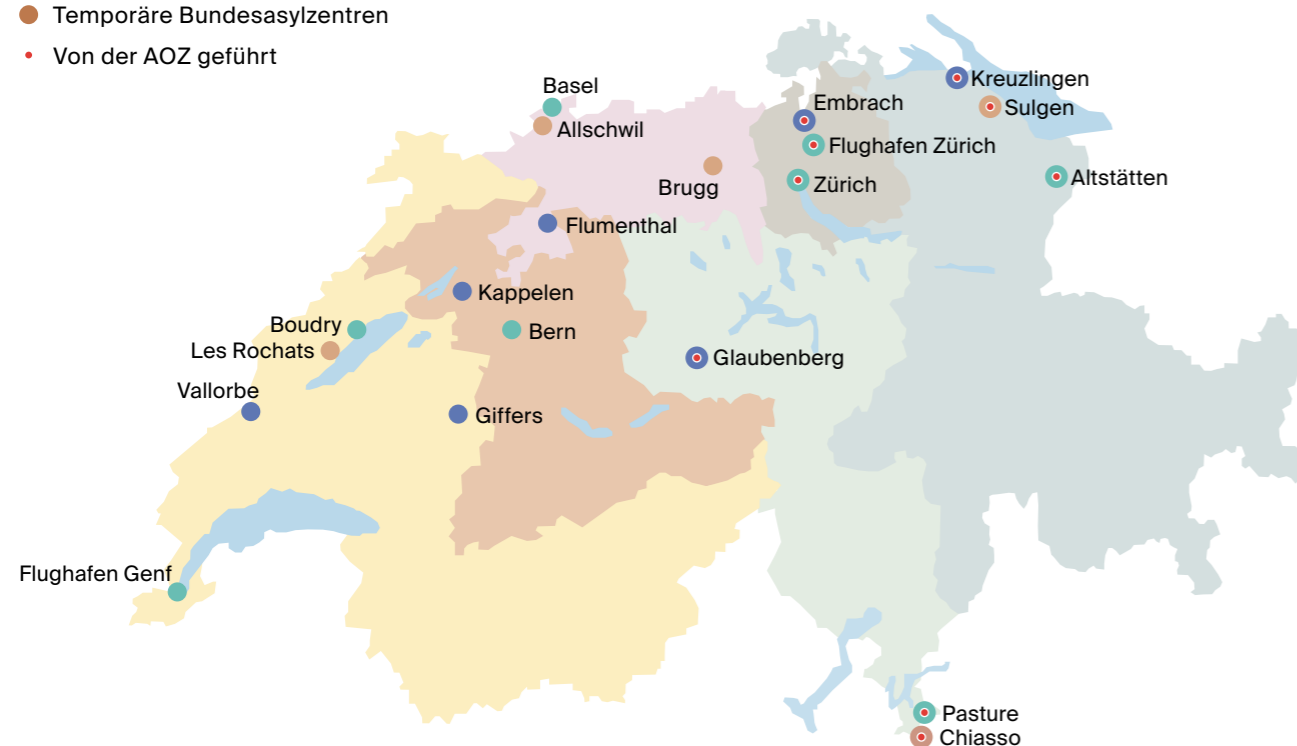 Temporäre Bundesasylzentren
Von der AOZ geführt
Basel
Allschwil
Brugg
Embrach
Flughafen Zürich
Zürich
Kreuzlingen
Sulgen
Altstätten
Flumenthal
Kappelen
Boudry
Bern
Les Rochats
Glaubenberg
Vallorbe
Giffers
Flughafen Genf
Pasture
Chiasso